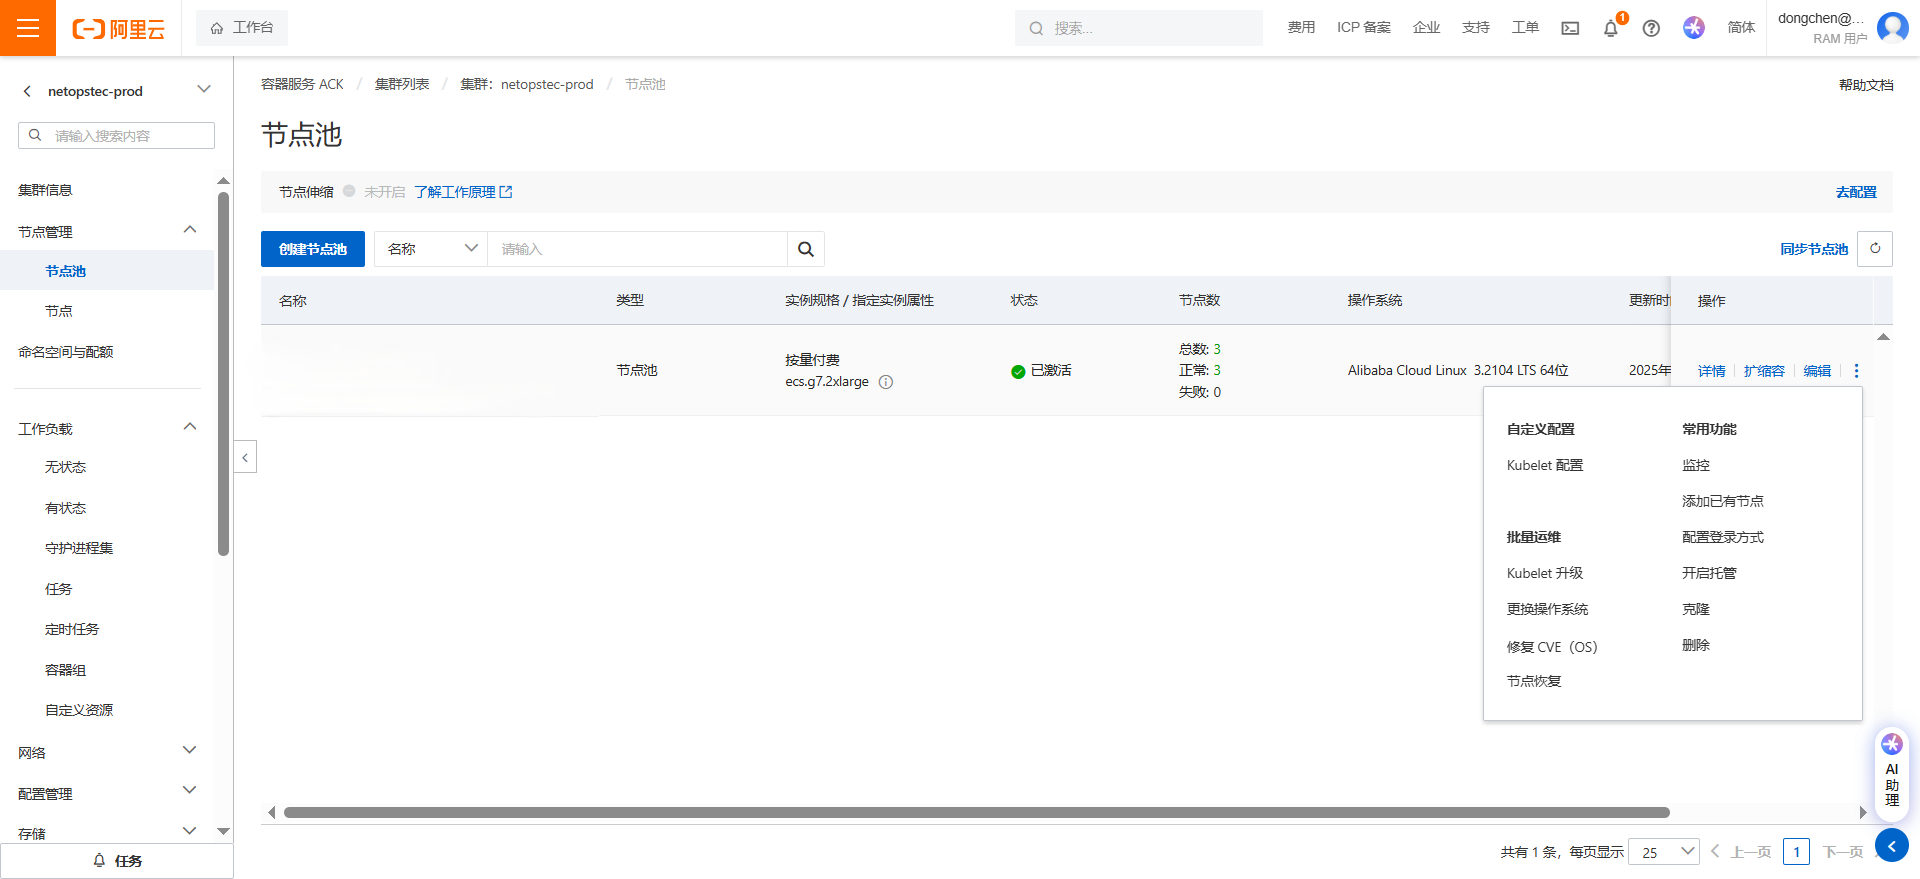 阿里云
工作台
搜索...
费用
ICP 备案
企业
支持
工单
1
简体
dongchen@...
RAM 用户
netopstec-prod
请输入搜索内容
集群信息
节点管理
节点池
节点
命名空间与配额
工作负载
无状态
有状态
守护进程集
任务
定时任务
容器组
自定义资源
网络
配置管理
存储
任务
容器服务 ACK / 集群列表 / 集群：netopstec-prod / 节点池
帮助文档
节点池
节点伸缩 未开启 了解工作原理
去配置
创建节点池
名称
请输入
同步节点池
名称 类型 实例规格 / 指定实例属性 状态 节点数 操作系统 更新时 操作
节点池
按量付费
ecs.g7.2xlarge
已激活
总数: 3
正常: 3
失败: 0
Alibaba Cloud Linux 3.2104 LTS 64位
2025年
详情 扩缩容 编辑
自定义配置
Kubelet 配置
批量运维
Kubelet 升级
更换操作系统
修复 CVE（OS）
节点恢复
常用功能
监控
添加已有节点
配置登录方式
开启托管
克隆
删除
AI
助
理
共有 1 条，每页显示 25 上一页 1 下一页